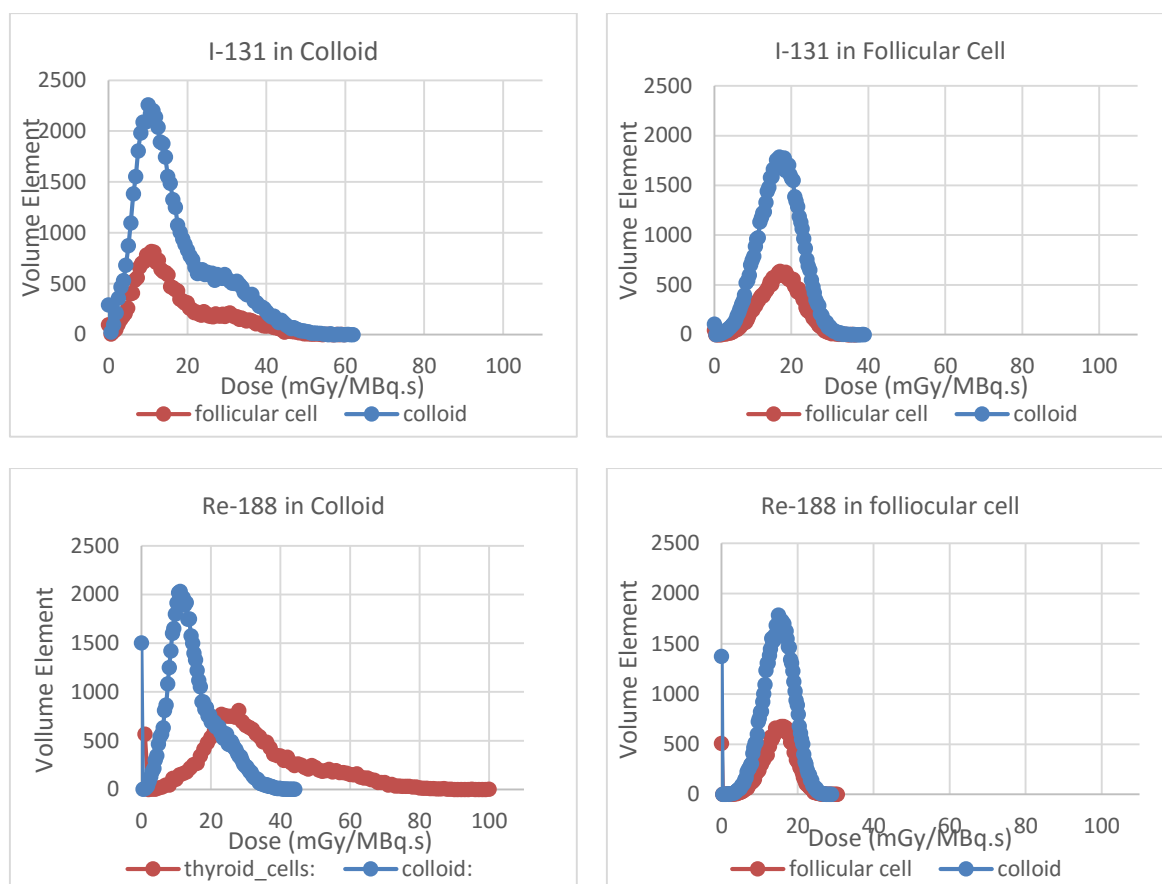 I-131 in Colloid
2500
2000
1500
1000
500
0
Volume Element
0 20 40 60 80 100
Dose (mGy/MBq.s)
follicular cell colloid
I-131 in Follicular Cell
2500
2000
1500
1000
500
0
Volume Element
0 20 40 60 80 100
Dose (mGy/MBq.s)
follicular cell colloid
Re-188 in Colloid
2500
2000
1500
1000
500
0
Vollume Element
0 20 40 60 80 100
Dose (mGy/MBq.s)
thyroid_cells: colloid:
Re-188 in folliocular cell
2500
2000
1500
1000
500
0
Volume Element
0 20 40 60 80 100
Dose (mGy/MBq.s)
follicular cell colloid